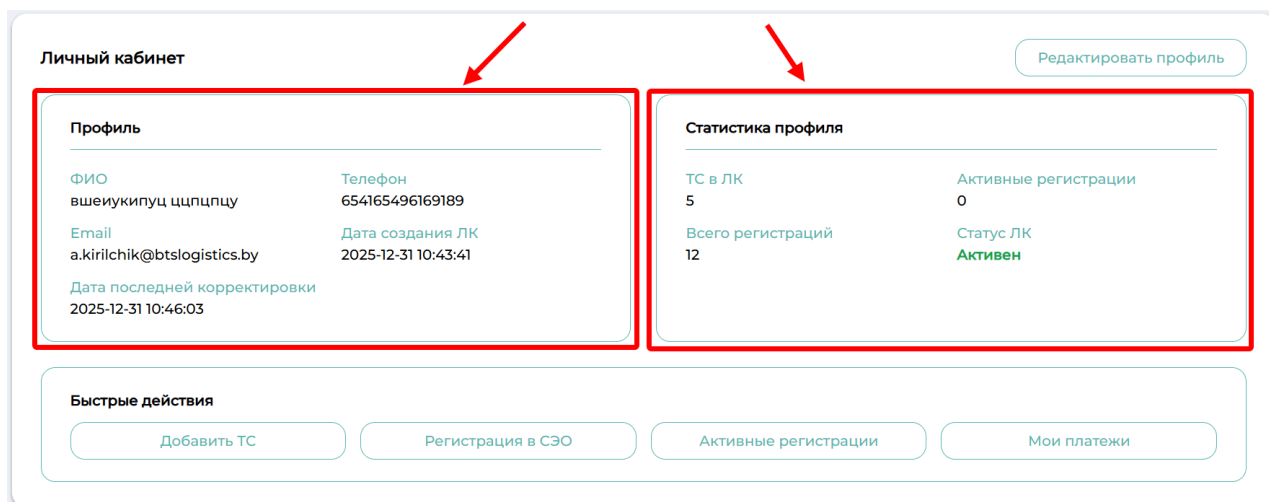 Личный кабинет
Редактировать профиль
Профиль
ФИО
вшеиукипуц ццпцпцу
Телефон
654165496169189
Email
a.kirilchik@btslogistics.by
Дата создания ЛК
2025-12-31 10:43:41
Дата последней корректировки
2025-12-31 10:46:03
Статистика профиля
ТС в ЛК
5
Активные регистрации
0
Всего регистраций
12
Статус ЛК
Активен
Быстрые действия
Добавить ТС
Регистрация в СЭО
Активные регистрации
Мои платежи